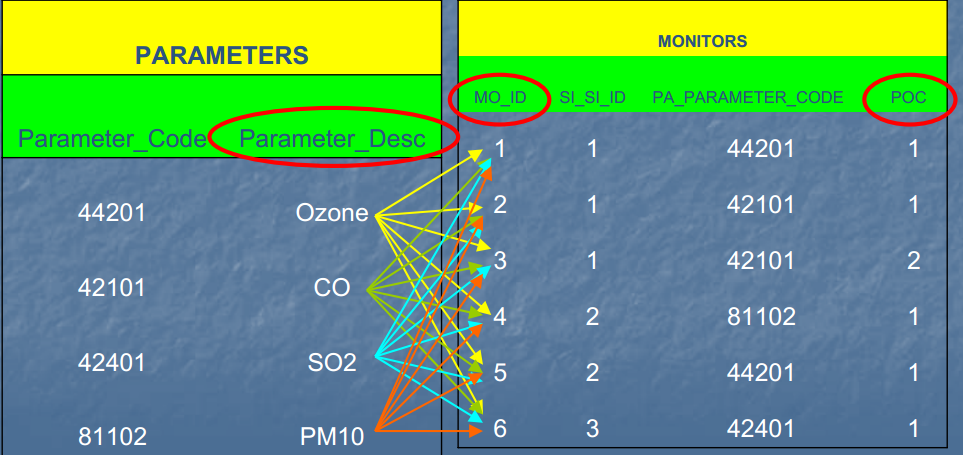 PARAMETERS
Parameter_Code Parameter_Desc
44201 Ozone
42101 CO
42401 SO2
81102 PM10
MONITORS
MO_ID SI_SI_ID PA_PARAMETER_CODE POC
1 1 44201 1
2 1 42101 1
3 1 42101 2
4 2 81102 1
5 2 44201 1
6 3 42401 1